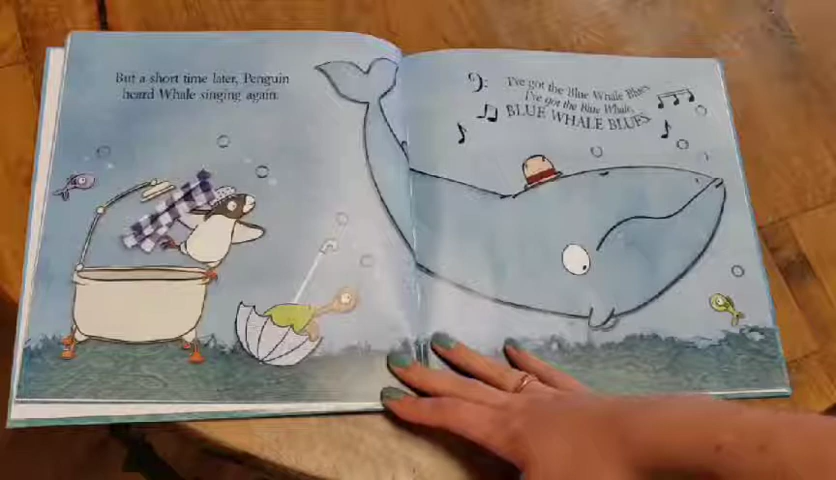 But a short time later, Penguin
heard Whale singing again.
I've got the Blue Whale Blues,
I've got the Blue Whale,
BLUE WHALE BLUES